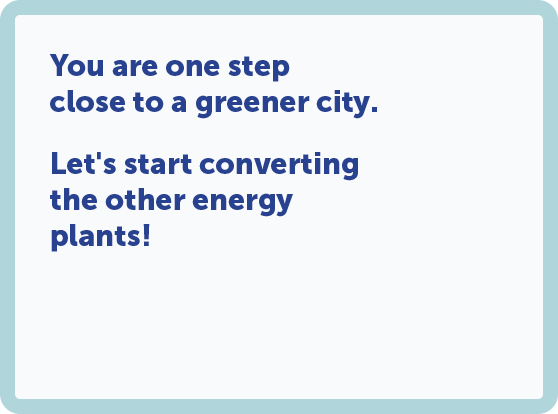 You are one step
close to a greener city.
Let's start converting
the other energy
plants!